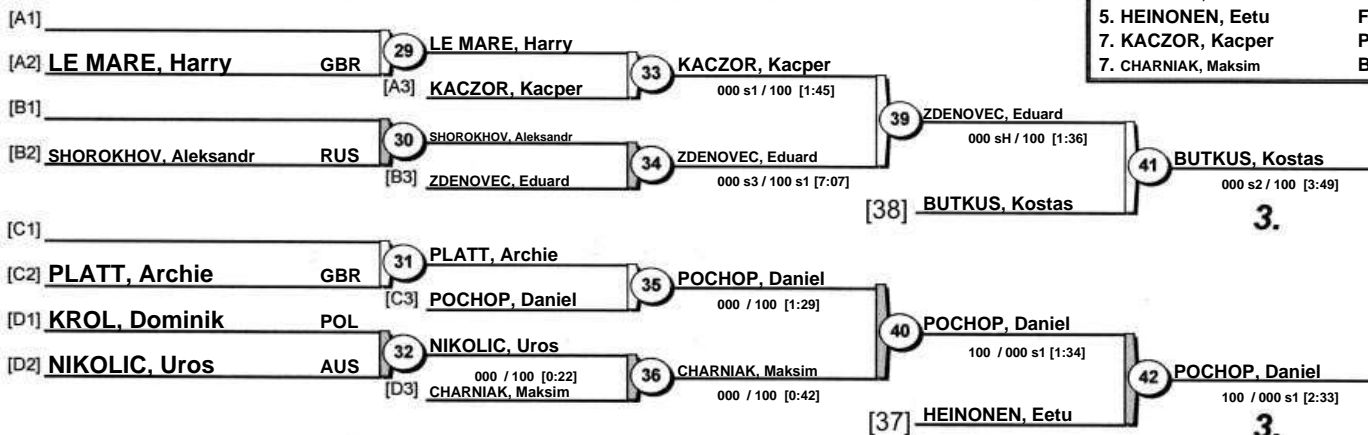 5. HEINONEN, Eetu F
7. KACZOR, Kacper P
7. CHARNIAK, Maksim B
[A1]
[A2] LE MARE, Harry GBR
29
LE MARE, Harry
[A3] KACZOR, Kacper
33
KACZOR, Kacper
000 s1 / 100 [1:45]
[B1]
[B2] SHOROKHOV, Aleksandr RUS
30
SHOROKHOV, Aleksandr
[B3] ZDENOVEC, Eduard
34
ZDENOVEC, Eduard
000 s3 / 100 s1 [7:07]
39
ZDENOVEC, Eduard
000 sH / 100 [1:36]
[38] BUTKUS, Kostas
41
BUTKUS, Kostas
000 s2 / 100 [3:49]
3.
[C1]
[C2] PLATT, Archie GBR
31
PLATT, Archie
[C3] POCHOP, Daniel
35
POCHOP, Daniel
000 / 100 [1:29]
[D1] KROL, Dominik POL
[D2] NIKOLIC, Uros AUS
32
NIKOLIC, Uros
000 / 100 [0:22]
[D3] CHARNIAK, Maksim
36
CHARNIAK, Maksim
000 / 100 [0:42]
40
POCHOP, Daniel
100 / 000 s1 [1:34]
[37] HEINONEN, Eetu
42
POCHOP, Daniel
100 / 000 s1 [2:33]
3.